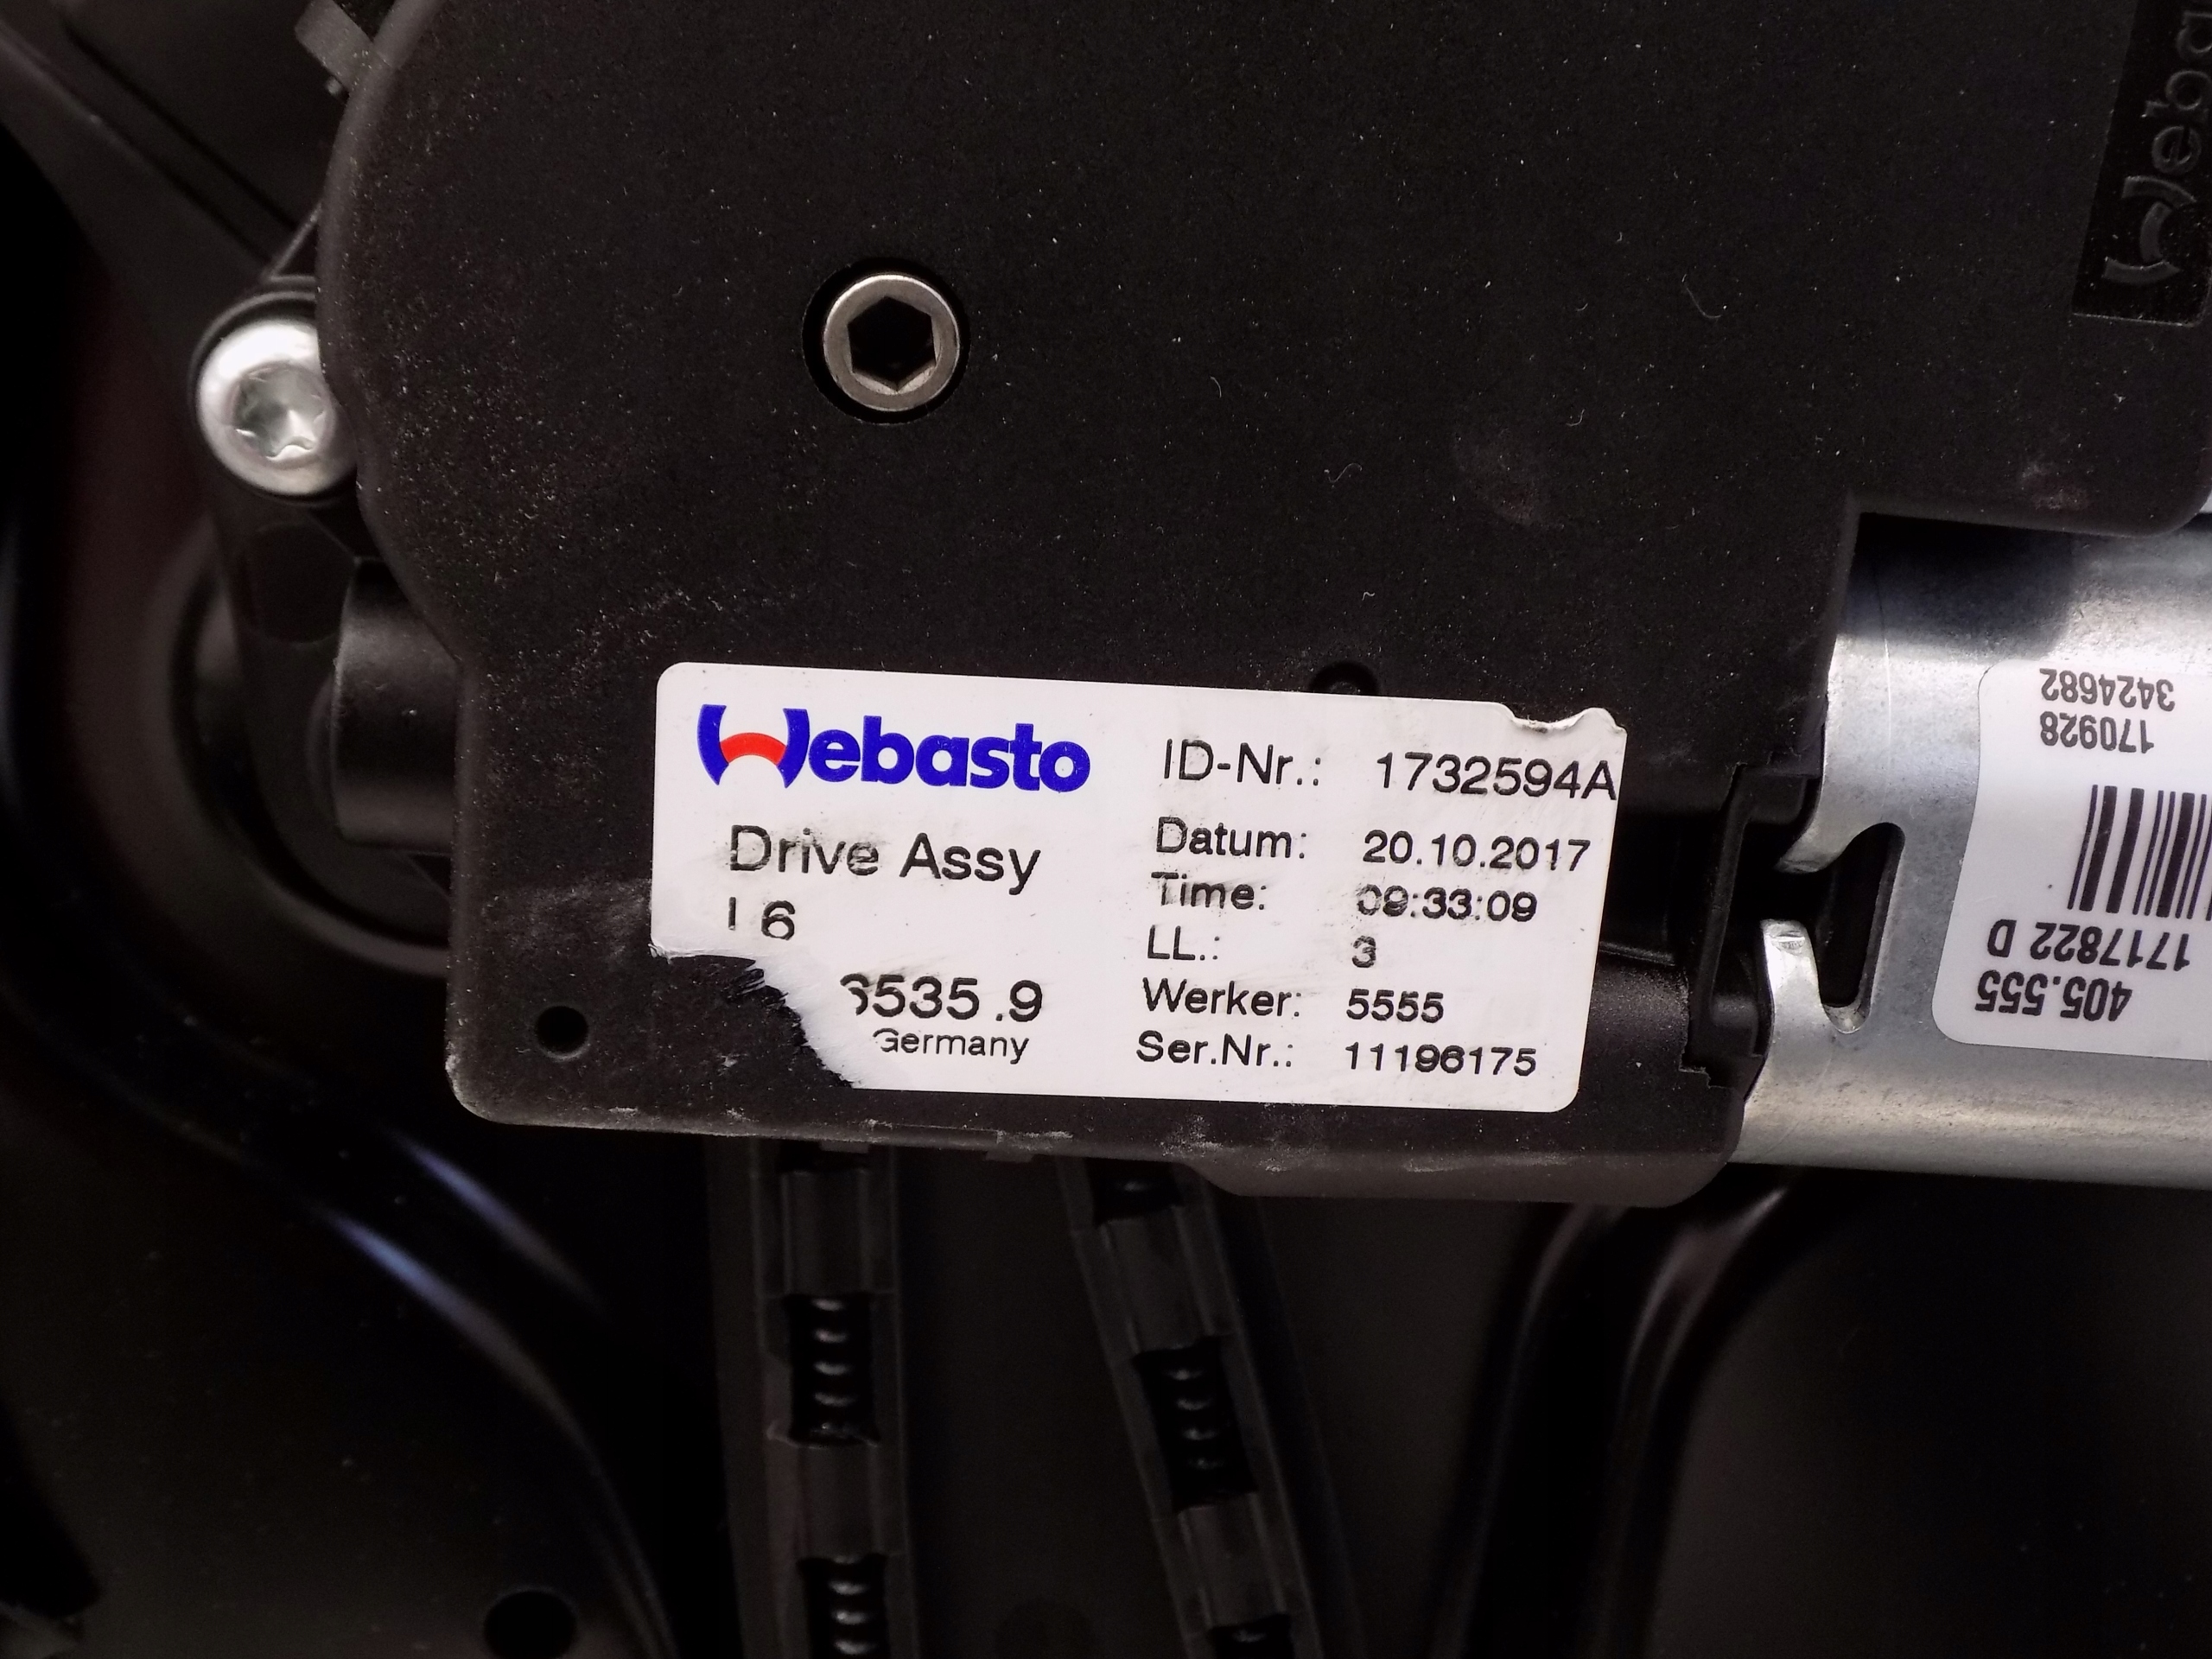 Webasto
Drive Assy
6
6535.9
Germany
ID-Nr.: 1732594A
Datum: 20.10.2017
Time: 09:33:09
LL.: 3
Werker: 5555
Ser.Nr.: 11196175
405.555
1717822 D
170928
3424682